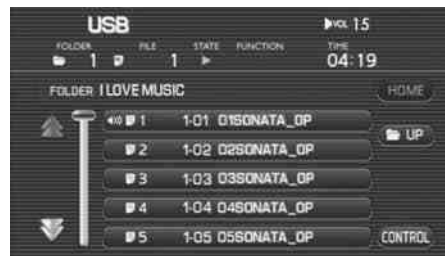 USB VOL 15
FOLDER FILE STATE FUNCTION TIME
1 1 04:19
FOLDER I LOVE MUSIC HOME
1 1-01 01SONATA_OP
UP
2 1-02 02SONATA_OP
3 1-03 03SONATA_OP
4 1-04 04SONATA_OP
5 1-05 05SONATA_OP CONTROL